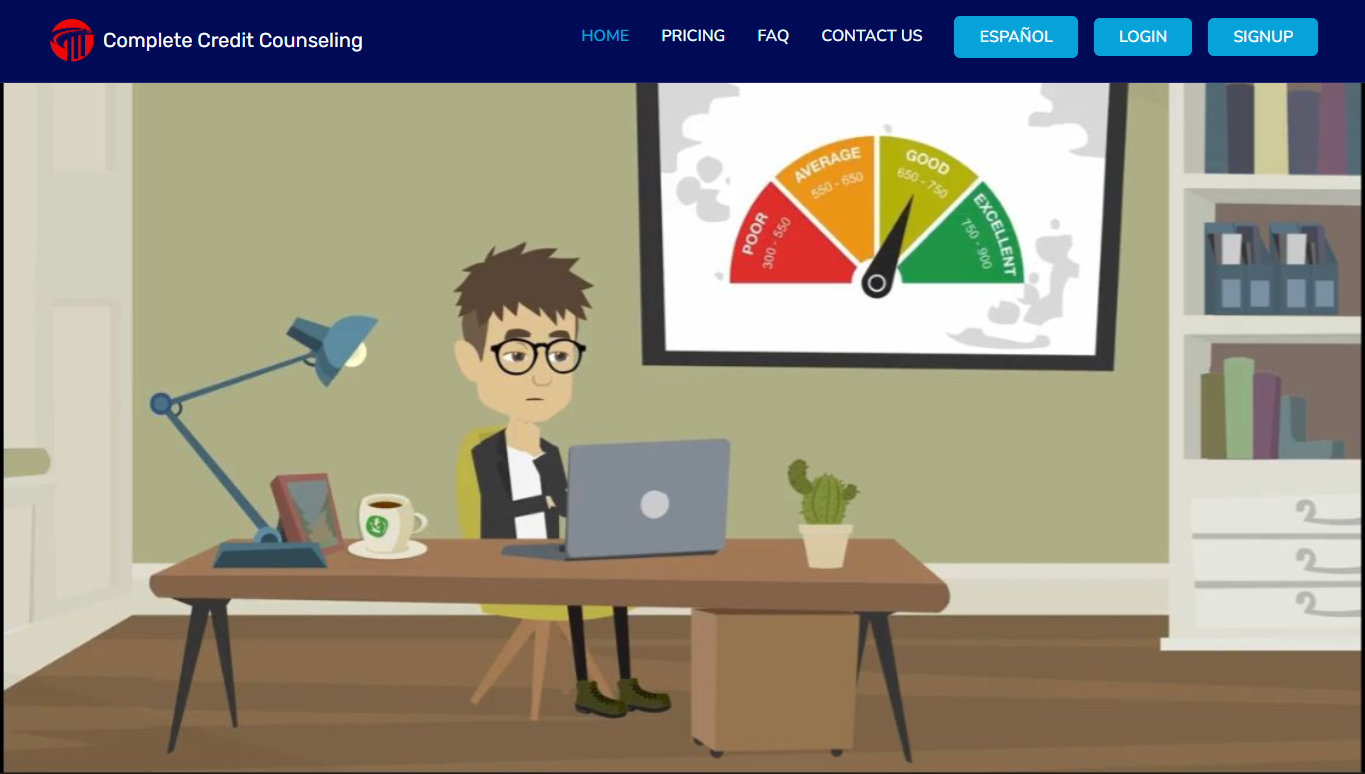 Complete Credit Counseling
HOME PRICING FAQ CONTACT US ESPAÑOL LOGIN SIGNUP
POOR
300 - 550
AVERAGE
550 - 650
GOOD
650 - 750
EXCELLENT
750 - 900